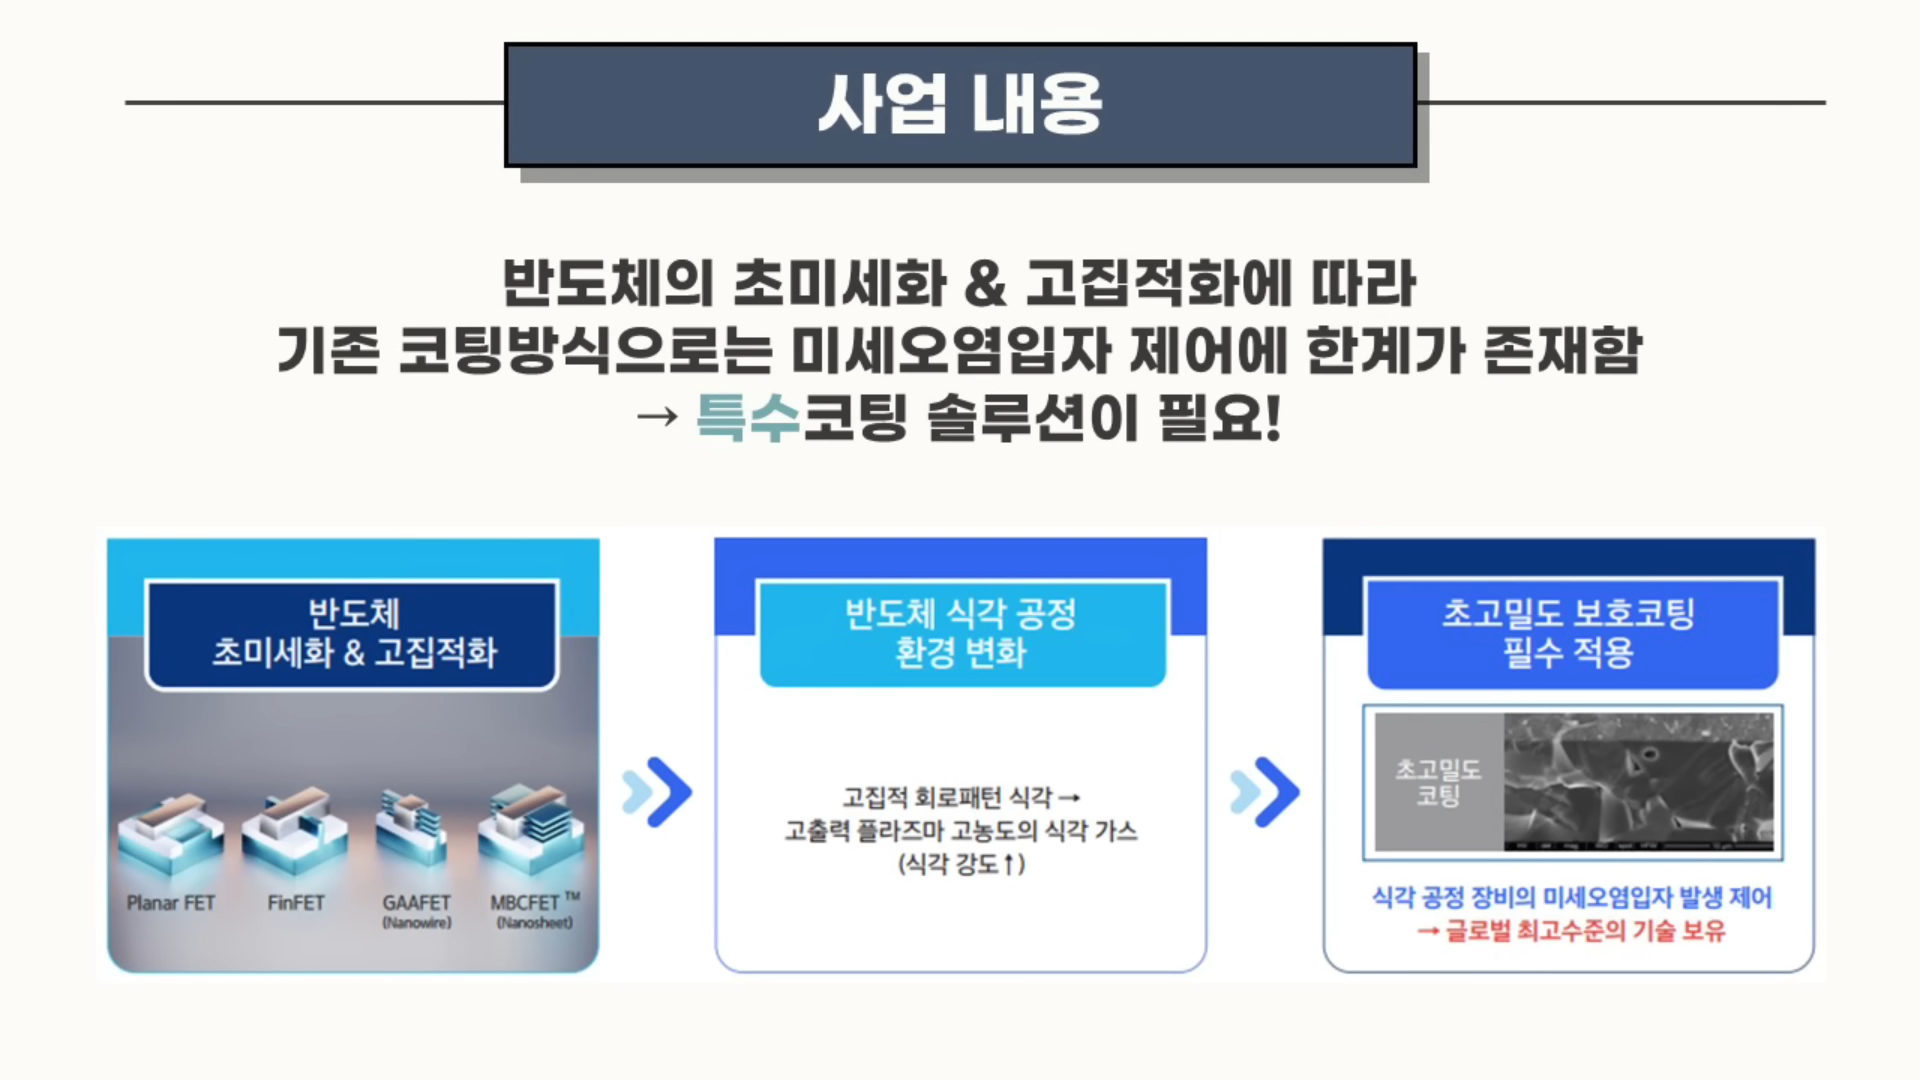 사업 내용
반도체의 초미세화 & 고집적화에 따라
기존 코팅방식으로는 미세오염입자 제어에 한계가 존재함
→ 특수코팅 솔루션이 필요!
반도체
초미세화 & 고집적화
Planar FET
FinFET
GAAFET
(Nanowire)
MBCFET™
(Nanosheet)
반도체 식각 공정
환경 변화
고집적 회로패턴 식각 →
고출력 플라즈마 고농도의 식각 가스
(식각 강도↑)
초고밀도 보호코팅
필수 적용
초고밀도
코팅
식각 공정 장비의 미세오염입자 발생 제어
→ 글로벌 최고수준의 기술 보유